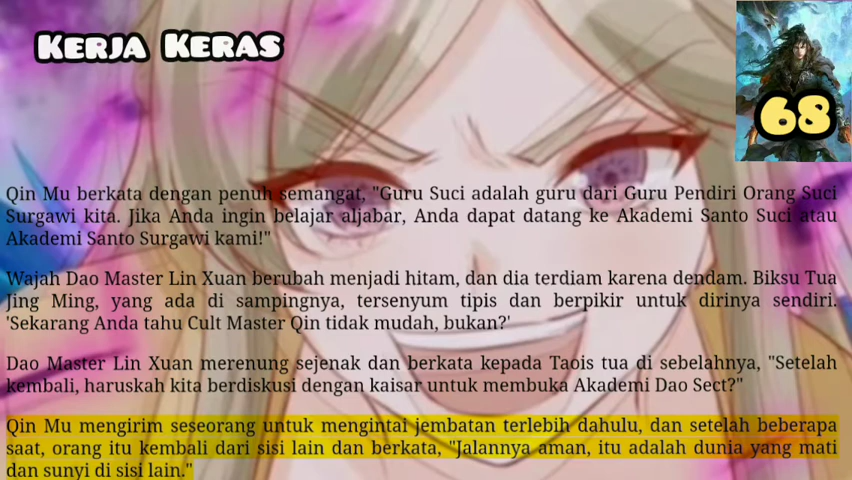 Kerja Keras
68
Qin Mu berkata dengan penuh semangat, "Guru Suci adalah guru dari Guru Pendiri Orang Suci
Surgawi kita. Jika Anda ingin belajar aljabar, Anda dapat datang ke Akademi Santo Suci atau
Akademi Santo Surgawi kami!"
Wajah Dao Master Lin Xuan berubah menjadi hitam, dan dia terdiam karena dendam. Biksu Tua
Jing Ming, yang ada di sampingnya, tersenyum tipis dan berpikir untuk dirinya sendiri.
'Sekarang Anda tahu Cult Master Qin tidak mudah, bukan?'
Dao Master Lin Xuan merenung sejenak dan berkata kepada Taois tua di sebelahnya, "Setelah
kembali, haruskah kita berdiskusi dengan kaisar untuk membuka Akademi Dao Sect?"
Qin Mu mengirim seseorang untuk mengintai jembatan terlebih dahulu, dan setelah beberapa
saat, orang itu kembali dari sisi lain dan berkata, "Jalannya aman, itu adalah dunia yang mati
dan sunyi di sisi lain."